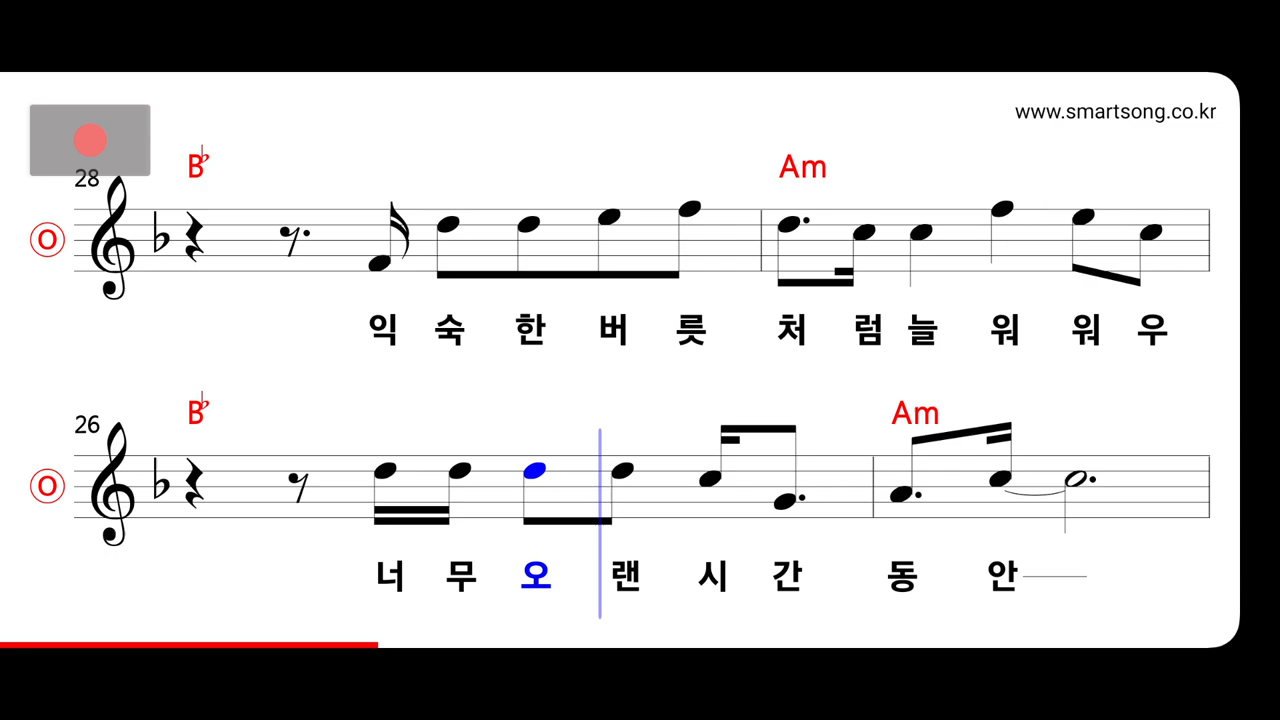 www.smartsong.co.kr
28
B♭ Am
O
익 숙 한 버 릇 처 럼 늘 워 워 우
26
B♭ Am
O
너 무 오 랜 시 간 동 안